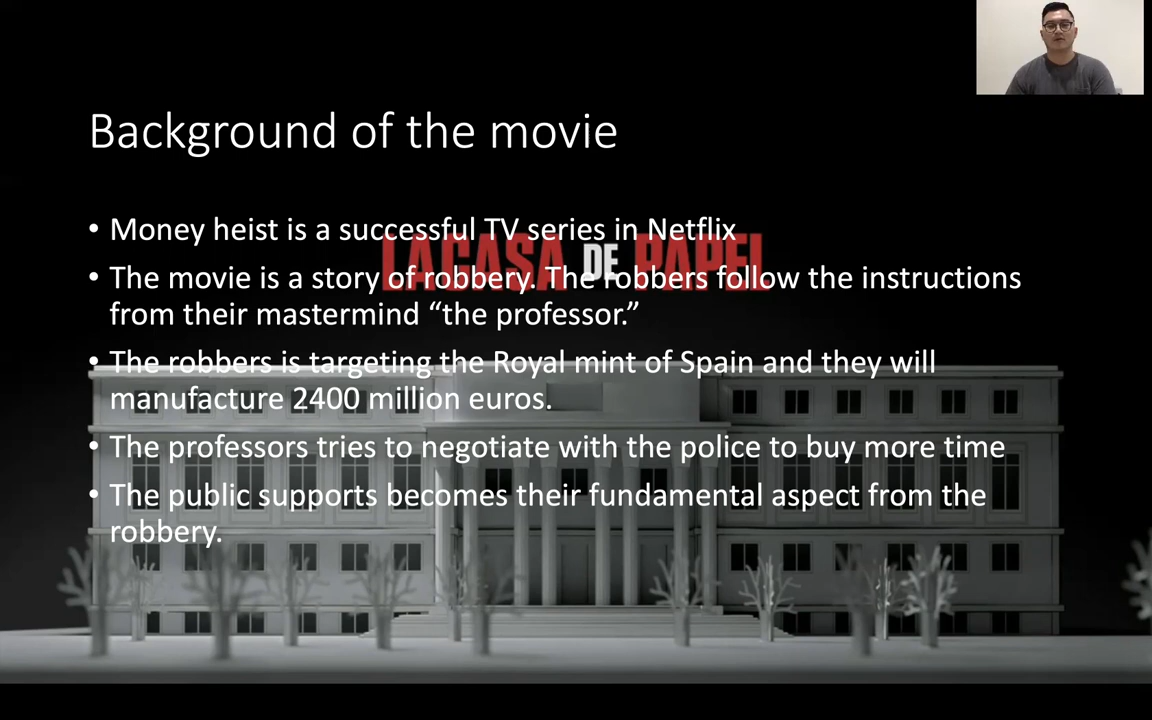 Background of the movie
• Money heist is a successful TV series in Netflix
LA CASA DE PAPEL
• The movie is a story of robbery. The robbers follow the instructions
from their mastermind “the professor.”
• The robbers is targeting the Royal mint of Spain and they will
manufacture 2400 million euros.
• The professors tries to negotiate with the police to buy more time
• The public supports becomes their fundamental aspect from the
robbery.